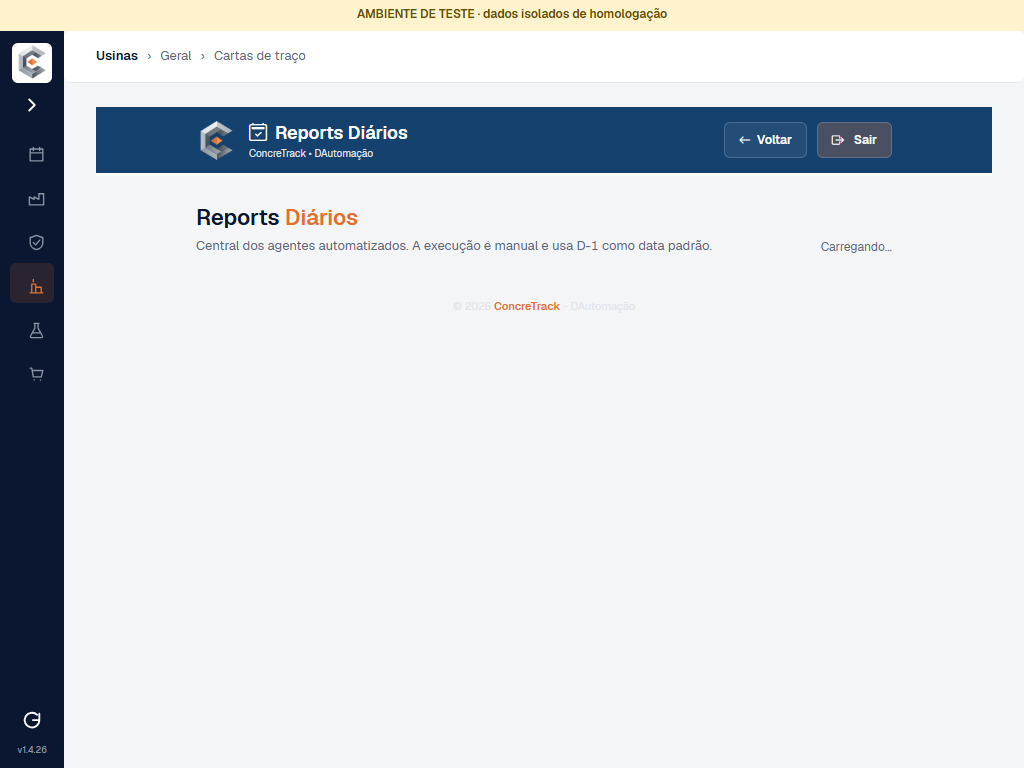 AMBIENTE DE TESTE · dados isolados de homologação
Usinas › Geral › Cartas de traço
Reports Diários
ConcreTrack • DAutomação
← Voltar
Sair
Reports Diários
Central dos agentes automatizados. A execução é manual e usa D-1 como data padrão.
Carregando...
© 2026 ConcreTrack · DAutomação
v1.4.26